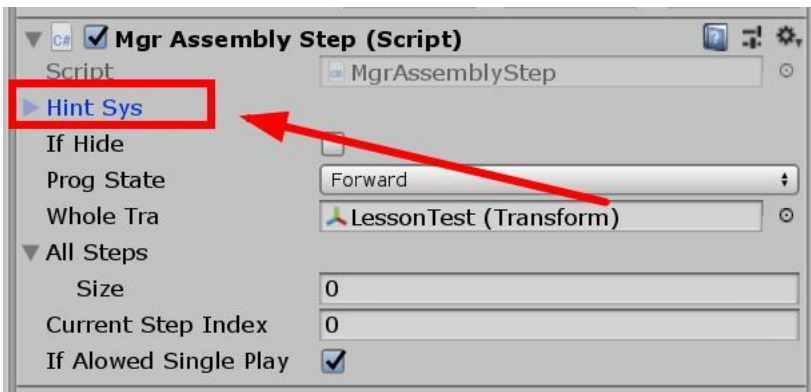 C# Mgr Assembly Step (Script)
Script MgrAssemblyStep
Hint Sys
If Hide
Prog State Forward
Whole Tra LessonTest (Transform)
All Steps
Size 0
Current Step Index 0
If Alowed Single Play